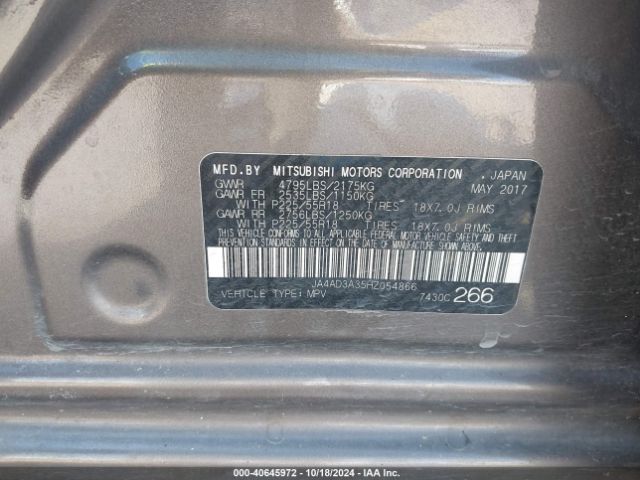 MFD.BY MITSUBISHI MOTORS CORPORATION , JAPAN
GVWR 4795LBS/2175KG MAY 2017
GAWR FR 2535LBS/1150KG
WITH P225/55R18 TIRES 18X7.0J RIMS
GAWR RR 2756LBS/1250KG
WITH P225/55R18 TIRES 18X7.0J RIMS
THIS VEHICLE CONFORMS TO ALL APPLICABLE FEDERAL MOTOR VEHICLE SAFETY AND THEFT
PREVENTION STANDARDS IN EFFECT ON THE DATE OF MANUFACTURE SHOWN ABOVE.
JA4AD3A35HZ054866
VEHICLE TYPE: MPV 7430C 266
000-40645972 | 10/18/2024 | IAA Inc.